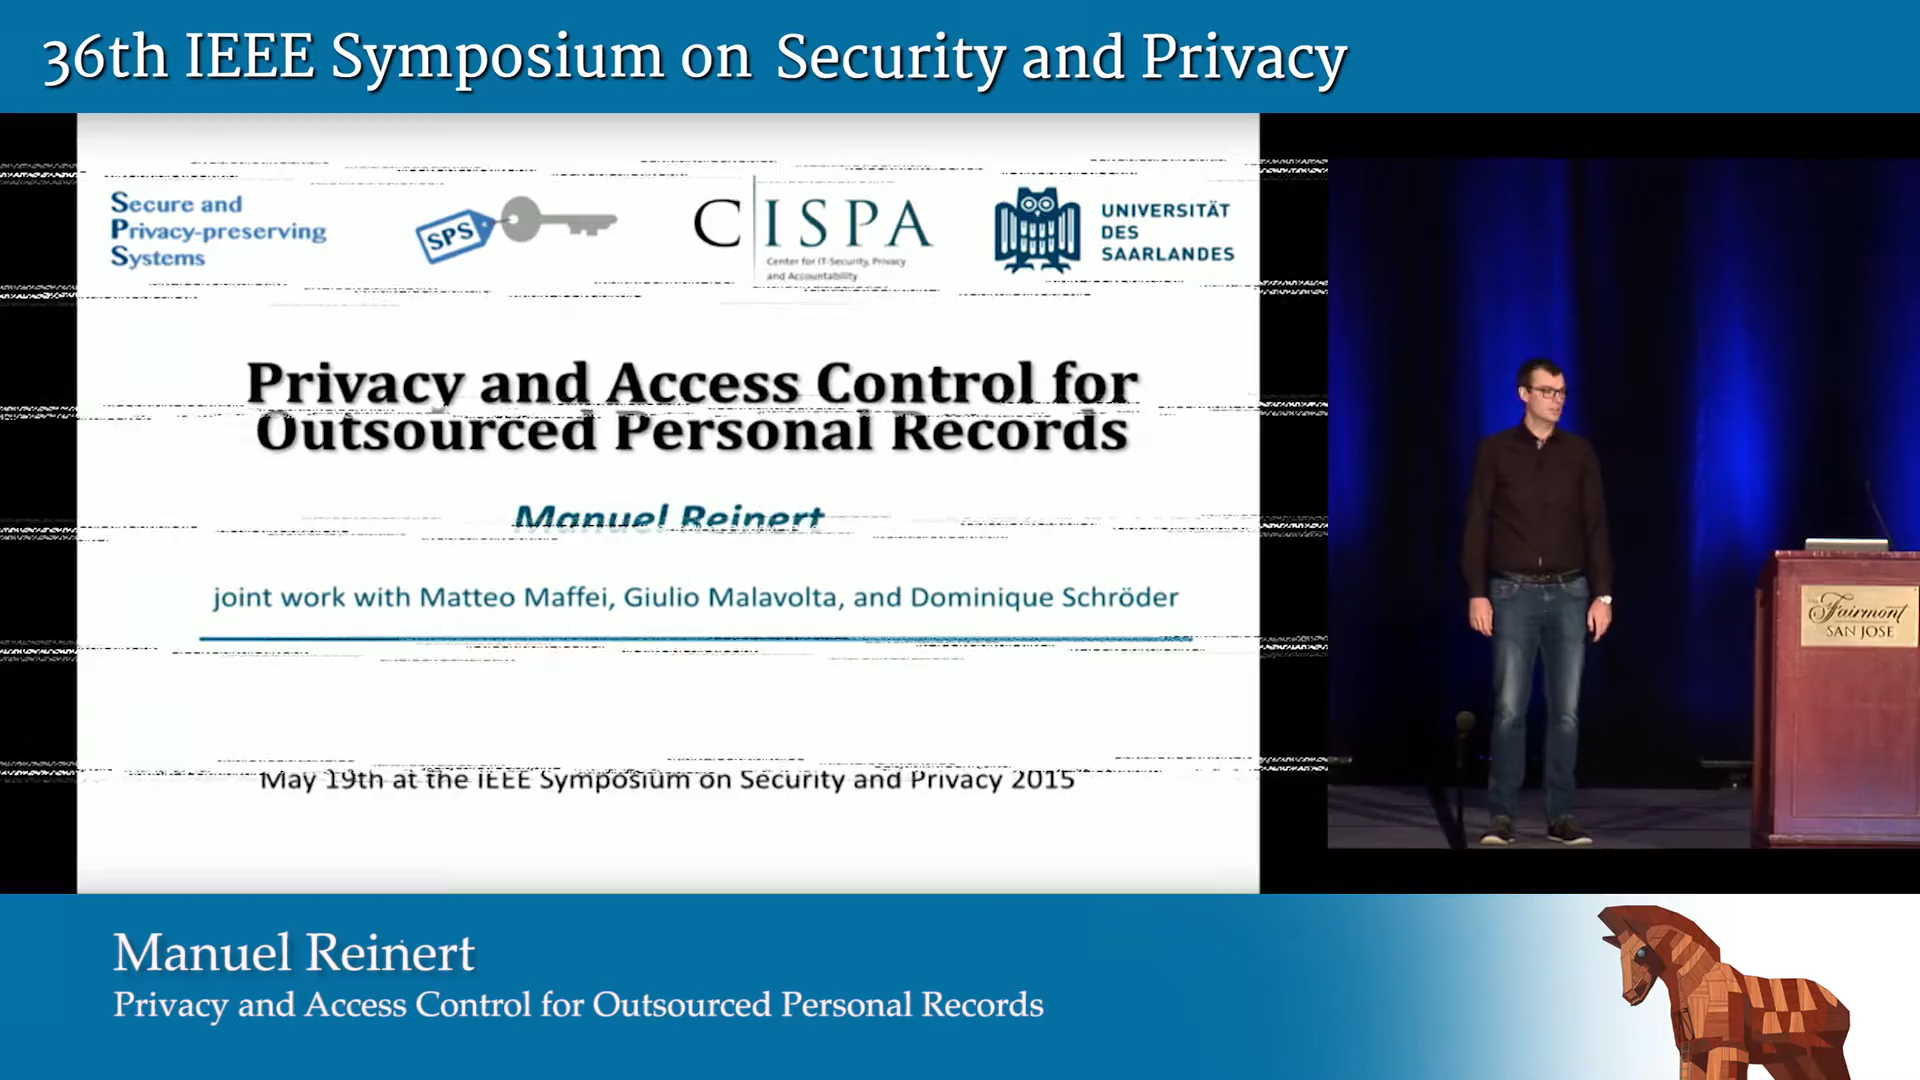 36th IEEE Symposium on Security and Privacy
Secure and
Privacy-preserving
Systems
SPS
CISPA
Center for IT-Security, Privacy
and Accountability
UNIVERSITÄT
DES
SAARLANDES
Privacy and Access Control for
Outsourced Personal Records
Manuel Reinert
joint work with Matteo Maffei, Giulio Malavolta, and Dominique Schröder
May 19th at the IEEE Symposium on Security and Privacy 2015
THE
Fairmont
SAN JOSE
Manuel Reinert
Privacy and Access Control for Outsourced Personal Records